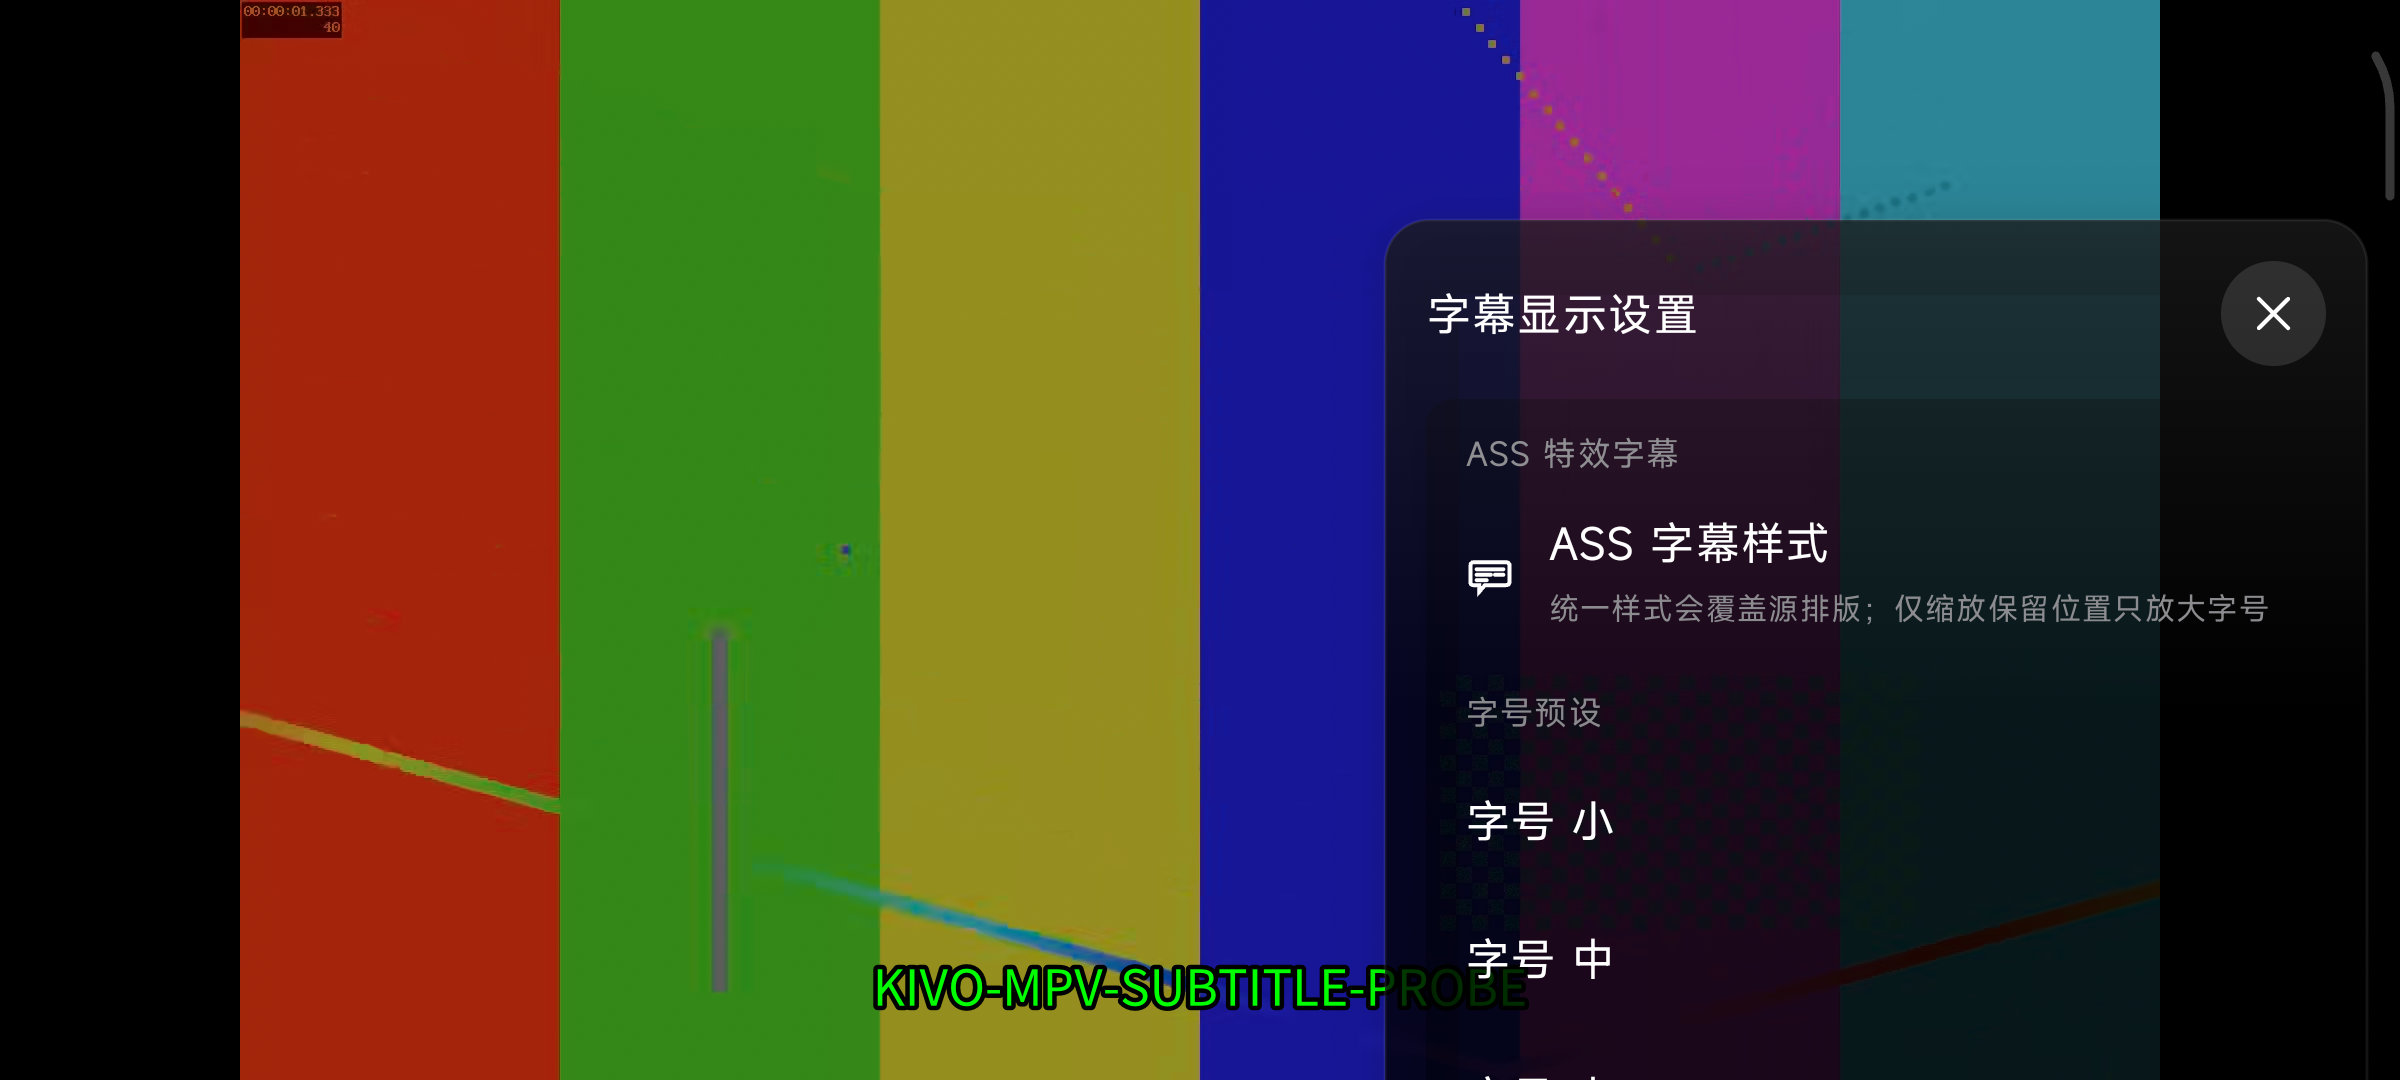 00:00:01.333
40
字幕显示设置
ASS 特效字幕
ASS 字幕样式
统一样式会覆盖源排版；仅缩放保留位置只放大字号
字号预设
字号 小
字号 中
KIVO-MPV-SUBTITLE-PROBE